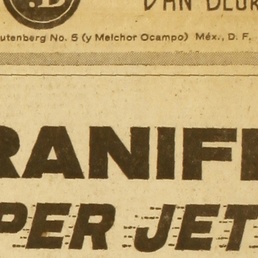 utenberg No. 5 (y Melchor Ocampo) Méx., D. F.
RANIF
PER JET